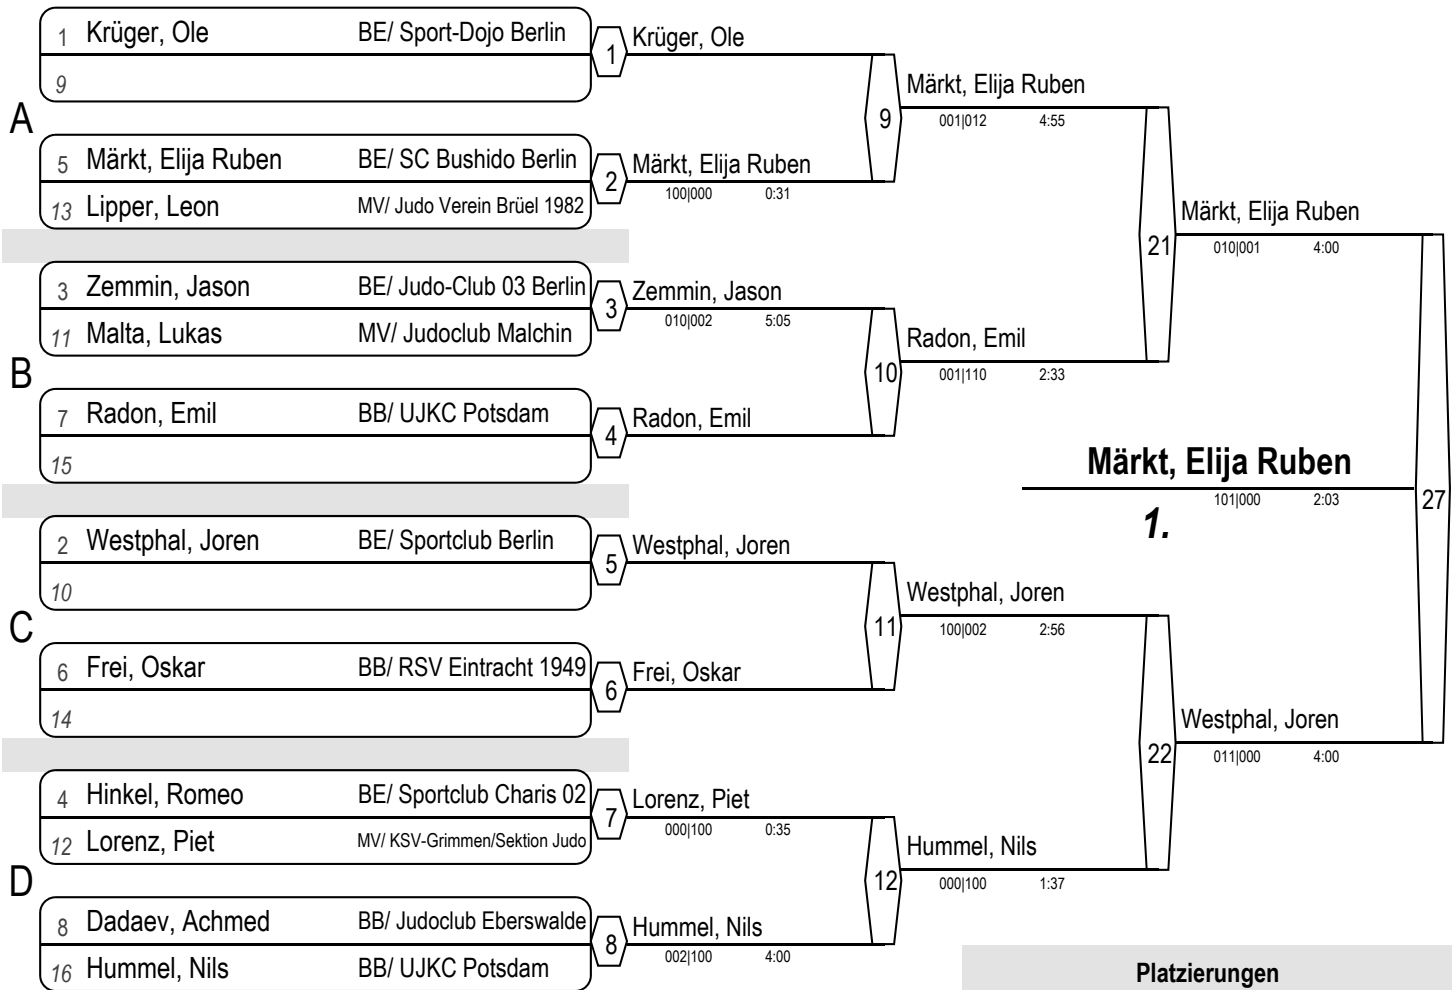 1 Krüger, Ole BE/ Sport-Dojo Berlin
1 Krüger, Ole
9
Märkt, Elija Ruben
A
9
001|012 4:55
5 Märkt, Elija Ruben BE/ SC Bushido Berlin
2 Märkt, Elija Ruben
100|000 0:31
13 Lipper, Leon MV/ Judo Verein Brüel 1982
Märkt, Elija Ruben
21
010|001 4:00
3 Zemmin, Jason BE/ Judo-Club 03 Berlin
3 Zemmin, Jason
010|002 5:05
11 Malta, Lukas MV/ Judoclub Malchin
Radon, Emil
B
10
001|110 2:33
7 Radon, Emil BB/ UJKC Potsdam
4 Radon, Emil
15
Märkt, Elija Ruben
27
101|000 2:03
1.
2 Westphal, Joren BE/ Sportclub Berlin
5 Westphal, Joren
10
Westphal, Joren
C
11
100|002 2:56
6 Frei, Oskar BB/ RSV Eintracht 1949
6 Frei, Oskar
14
Westphal, Joren
22
011|000 4:00
4 Hinkel, Romeo BE/ Sportclub Charis 02
7 Lorenz, Piet
000|100 0:35
12 Lorenz, Piet MV/ KSV-Grimmen/Sektion Judo
Hummel, Nils
D
12
000|100 1:37
8 Dadaev, Achmed BB/ Judoclub Eberswalde
8 Hummel, Nils
002|100 4:00
16 Hummel, Nils BB/ UJKC Potsdam
Platzierungen